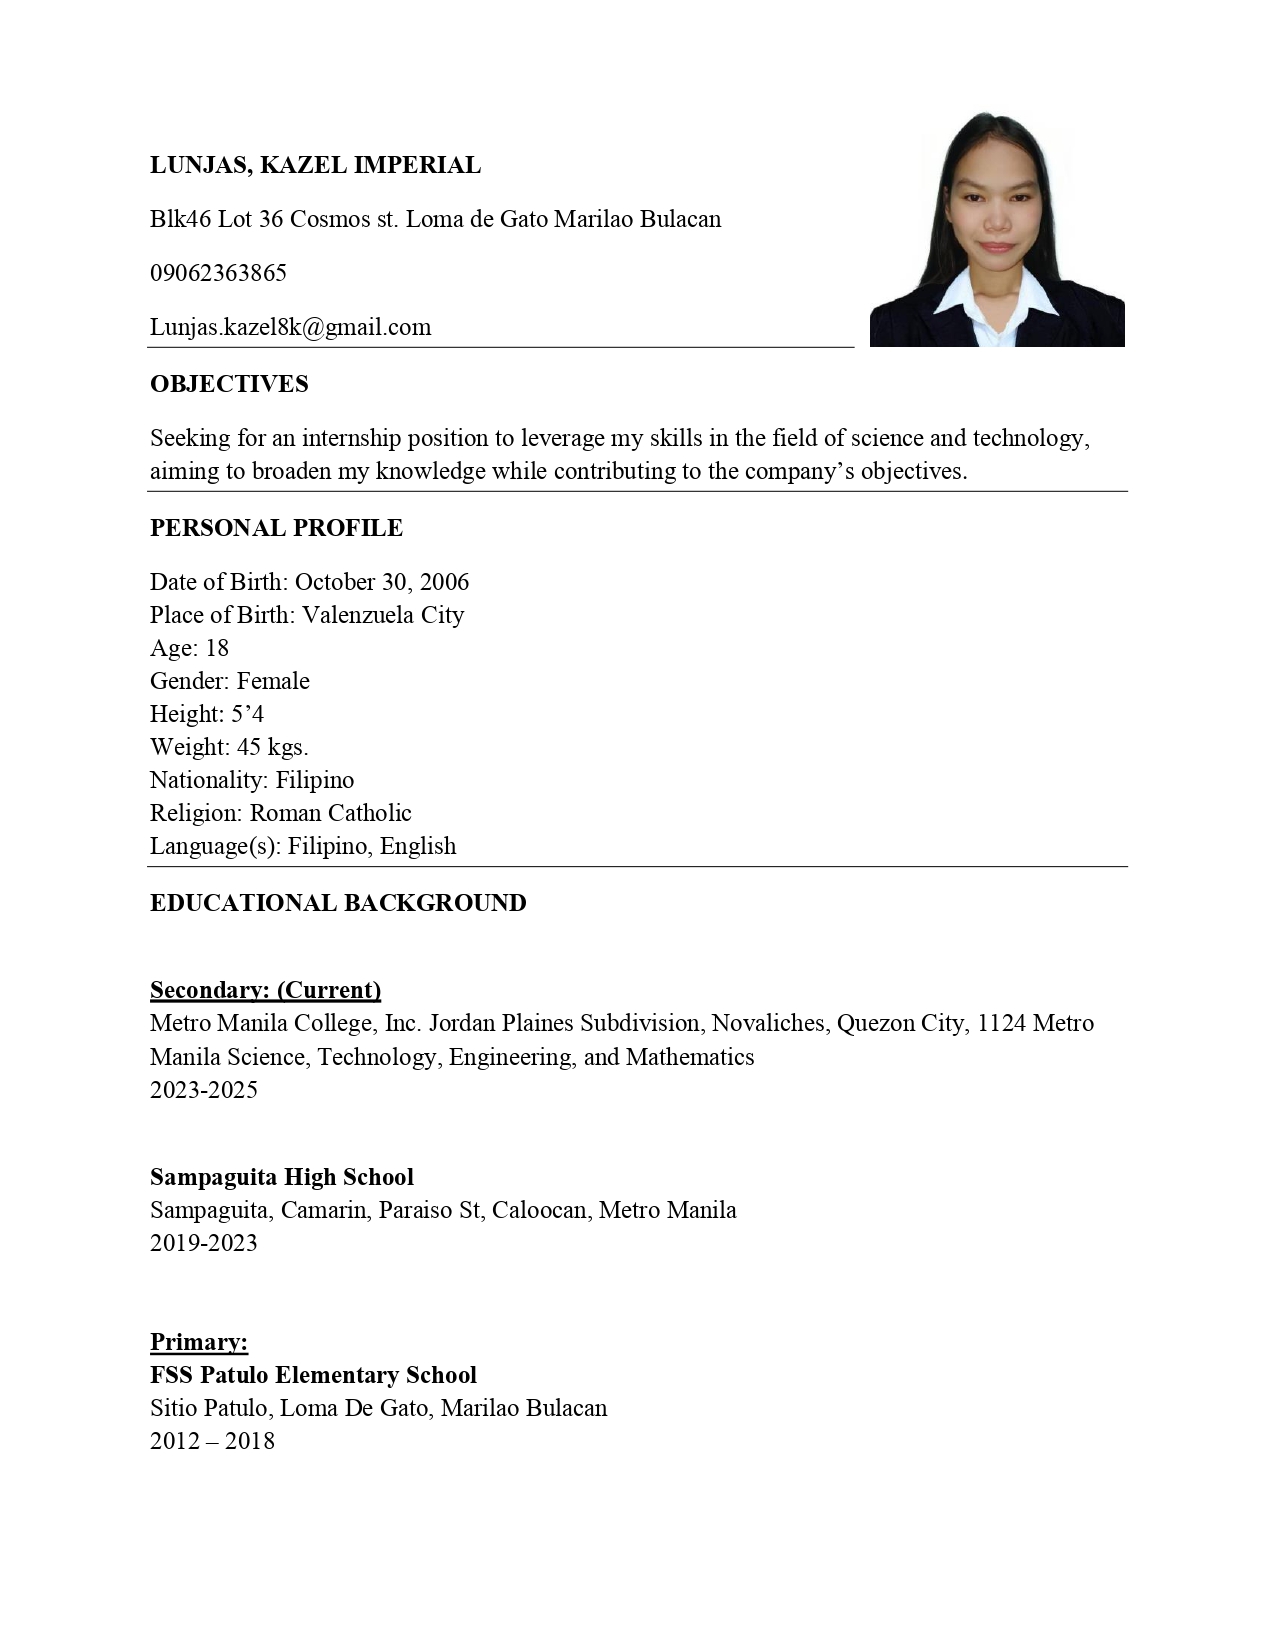 LUNJAS, KAZEL IMPERIAL
Blk46 Lot 36 Cosmos st. Loma de Gato Marilao Bulacan
09062363865
Lunjas.kazel8k@gmail.com
OBJECTIVES
Seeking for an internship position to leverage my skills in the field of science and technology,
aiming to broaden my knowledge while contributing to the company’s objectives.
PERSONAL PROFILE
Date of Birth: October 30, 2006
Place of Birth: Valenzuela City
Age: 18
Gender: Female
Height: 5’4
Weight: 45 kgs.
Nationality: Filipino
Religion: Roman Catholic
Language(s): Filipino, English
EDUCATIONAL BACKGROUND
Secondary: (Current)
Metro Manila College, Inc. Jordan Plaines Subdivision, Novaliches, Quezon City, 1124 Metro
Manila Science, Technology, Engineering, and Mathematics
2023-2025
Sampaguita High School
Sampaguita, Camarin, Paraiso St, Caloocan, Metro Manila
2019-2023
Primary:
FSS Patulo Elementary School
Sitio Patulo, Loma De Gato, Marilao Bulacan
2012 – 2018